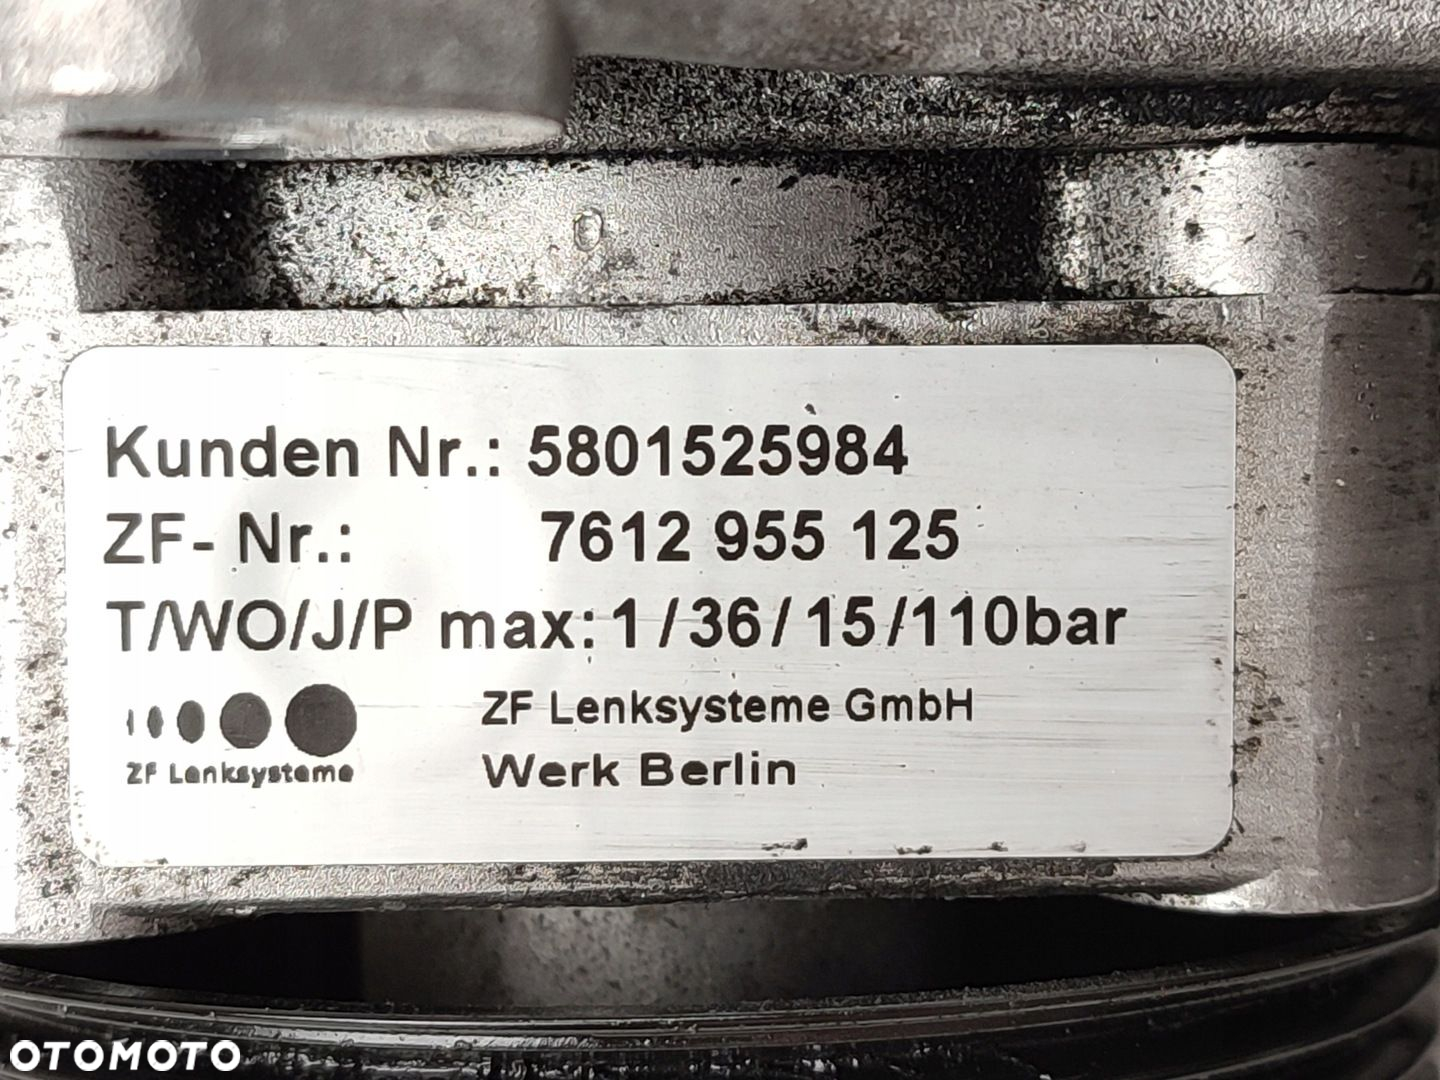 Kunden Nr.: 5801525984
ZF- Nr.: 7612 955 125
T/WO/J/P max: 1/36/15/110bar
ZF Lenksysteme GmbH
Werk Berlin
ZF Lenksysteme
OTOMOTO